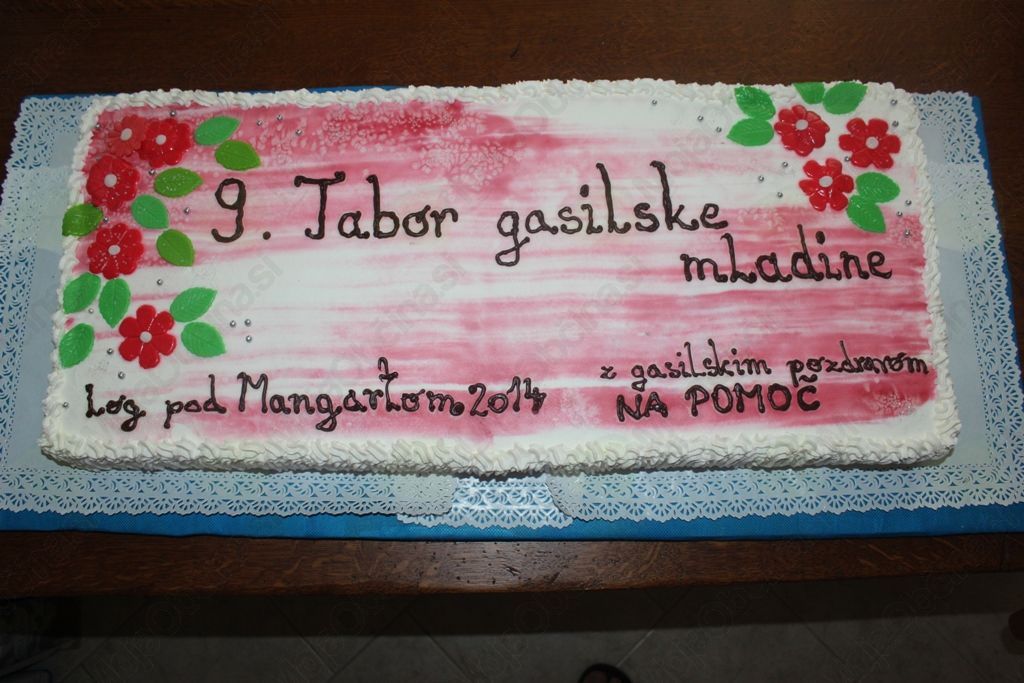 9. Tabor gasilske
mladine
Log pod Mangartom 2014
z gasilskim pozdravom
NA POMOČ